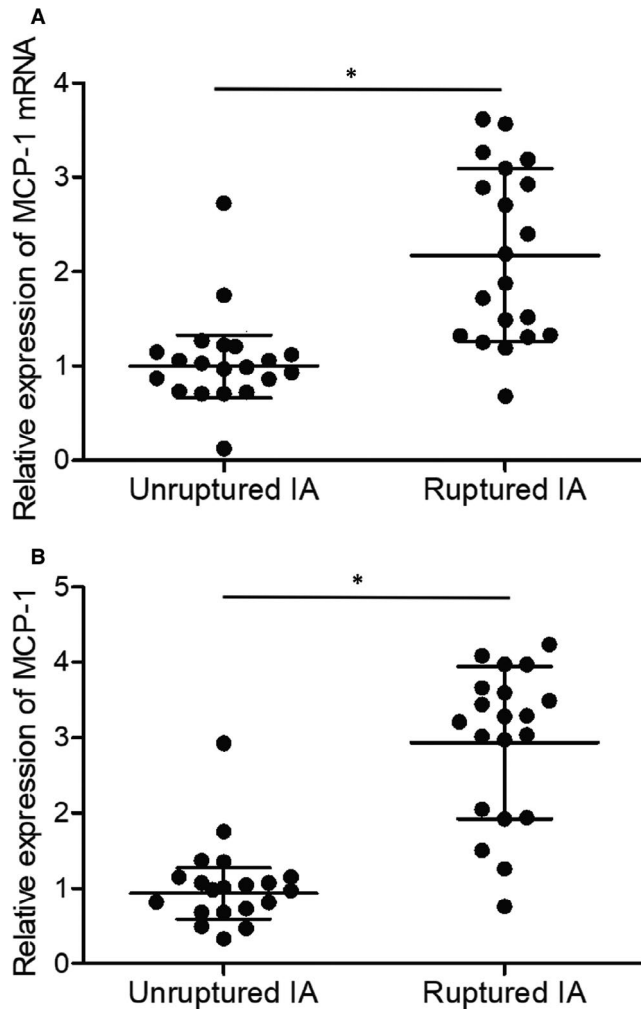 A
Relative expression of MCP-1 mRNA
4
3
2
1
0
*
Unruptured IA
Ruptured IA
B
Relative expression of MCP-1
5
4
3
2
1
0
*
Unruptured IA
Ruptured IA